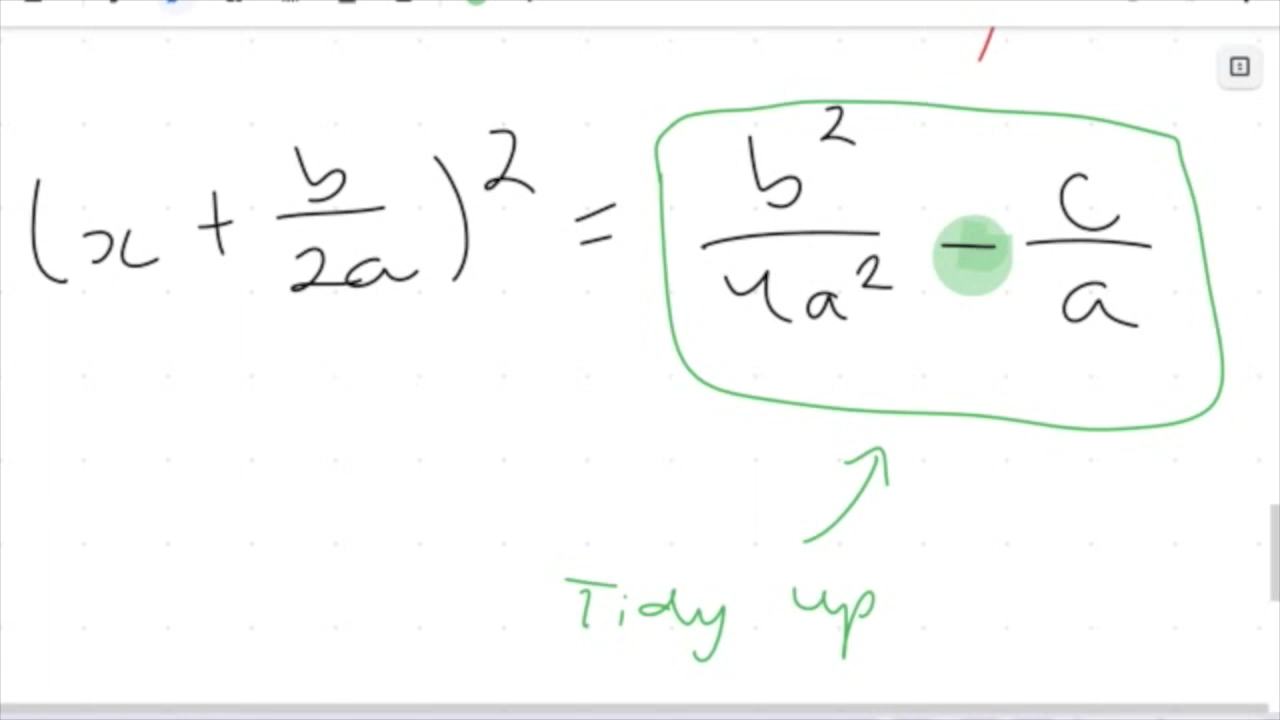 (x + b/2a)² = b²/4a² - c/a
Tidy up